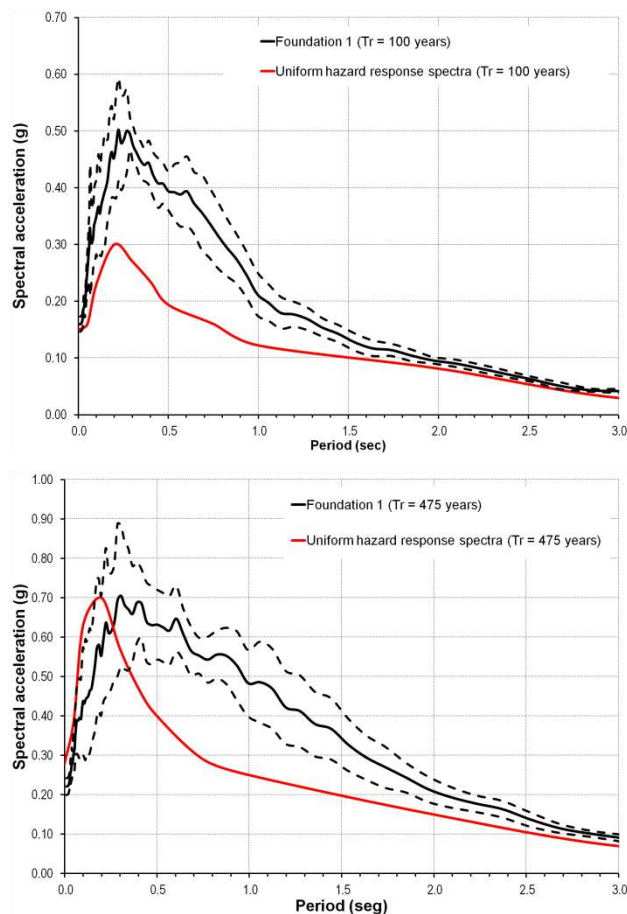 0.70
Foundation 1 (Tr = 100 years)
0.60
Uniform hazard response spectra (Tr = 100 years)
0.50
0.40
0.30
0.20
0.10
0.00
Spectral acceleration (g)
0.0 0.5 1.0 1.5 2.0 2.5 3.0
Period (sec)
1.00
Foundation 1 (Tr = 475 years)
0.90
Uniform hazard response spectra (Tr = 475 years)
0.80
0.70
0.60
0.50
0.40
0.30
0.20
0.10
0.00
Spectral acceleration (g)
0.0 0.5 1.0 1.5 2.0 2.5 3.0
Period (seg)